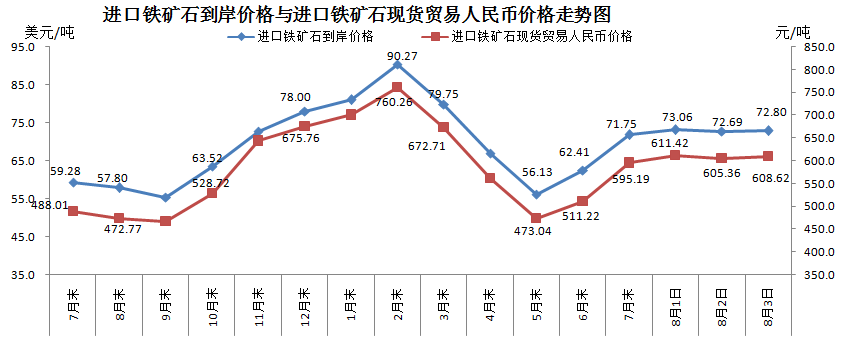 进口铁矿石到岸价格与进口铁矿石现货贸易人民币价格走势图
美元/吨 元/吨
进口铁矿石到岸价格 进口铁矿石现货贸易人民币价格
95.0 850.0
800.0
85.0 750.0
700.0
75.0 650.0
65.0 600.0
550.0
55.0 500.0
450.0
45.0 400.0
35.0 350.0
59.28 57.80 63.52 78.00 90.27 79.75 56.13 62.41 71.75 73.06 72.69 72.80
488.01 472.77 528.72 675.76 760.26 672.71 473.04 511.22 595.19 611.42 605.36 608.62
7月末 8月末 9月末 10月末 11月末 12月末 1月末 2月末 3月末 4月末 5月末 6月末 7月末 8月1日 8月2日 8月3日